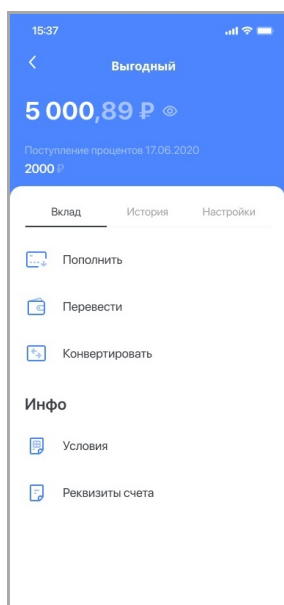 15:37
Выгодный
5 000,89 ₽
Поступление процентов 17.06.2020
2000 ₽
Вклад История Настройки
Пополнить
Перевести
Конвертировать
Инфо
Условия
Реквизиты счета